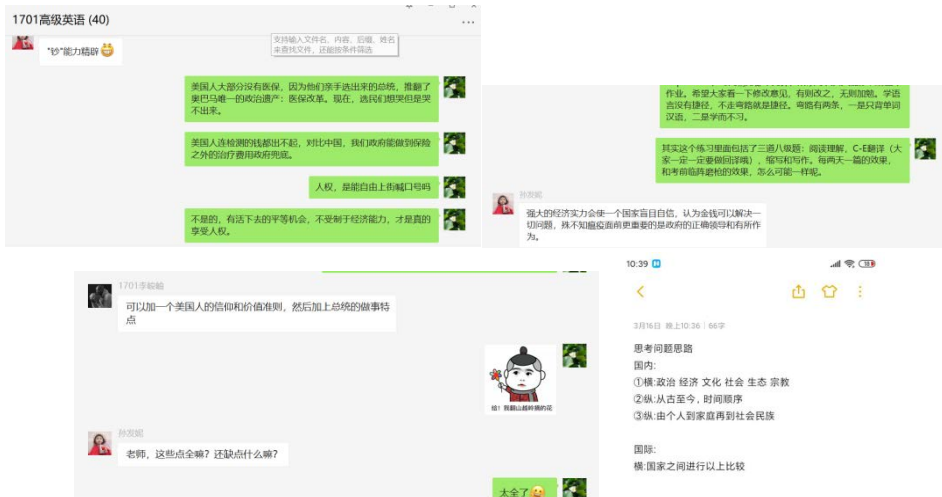 1701高级英语 (40)
支持输入文件名、内容、后缀、姓名
来查找文件，还能按条件筛选
"钞"能力精辟
美国人大部分没有医保，因为他们亲手选出来的总统，推翻了
奥巴马唯一的政治遗产：医保改革。现在，选民们想哭但是哭
不出来。
美国人连检测的钱都出不起，对比中国，我们政府能做到保险
之外的治疗费用政府兜底。
人权，是能自由上街喊口号吗
不是的，有活下去的平等机会，不受制于经济能力，才是真的
享受人权。
作业。希望大家看一下修改意见，有则改之，无则加勉。学语
言没有捷径，不走弯路就是捷径。弯路有两条，一是只背单词
汉语，二是学而不习。
其实这个练习里面包括了三道八级题：阅读理解，C-E翻译（大
家一定一定要做回译哦），缩写和写作。每两天一篇的效果，
和考前临阵磨枪的效果，怎么可能一样呢。
强大的经济实力会使一个国家盲目自信，认为金钱可以解决一
切问题，殊不知瘟疫面前更重要的是政府的正确领导和有所作
为。
可以加一个美国人的信仰和价值准则，然后加上总统的做事特
点
给！我翻山越岭摘的花
老师，这些点全嘛？还缺点什么嘛？
太全了
10:39
3月16日 晚上10:36 | 66字
思考问题思路
国内：
①横:政治 经济 文化 社会 生态 宗教
②纵:从古至今，时间顺序
③纵:由个人到家庭再到社会民族
国际：
横:国家之间进行以上比较